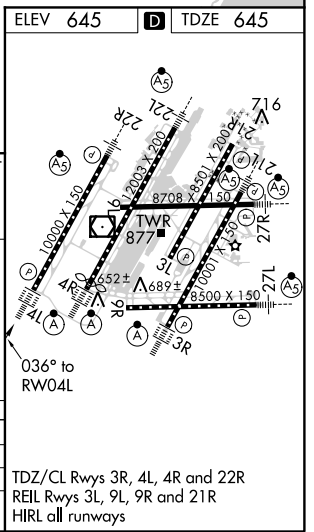 ELEV 645
D
TDZE 645
A5
716
22R
22L
21R
21L
A5
P
A5
A5
10000 X 150
12003 X 200
8501 X 200
8708 X 150
9L
TWR
877
P
27R
3L
P
10001 X 150
27L
A5
4R
652±
689±
9R
8500 X 150
P
P
4L
A
A
A
3R
036° to
RW04L
TDZ/CL Rwys 3R, 4L, 4R and 22R
REIL Rwys 3L, 9L, 9R and 21R
HIRL all runways